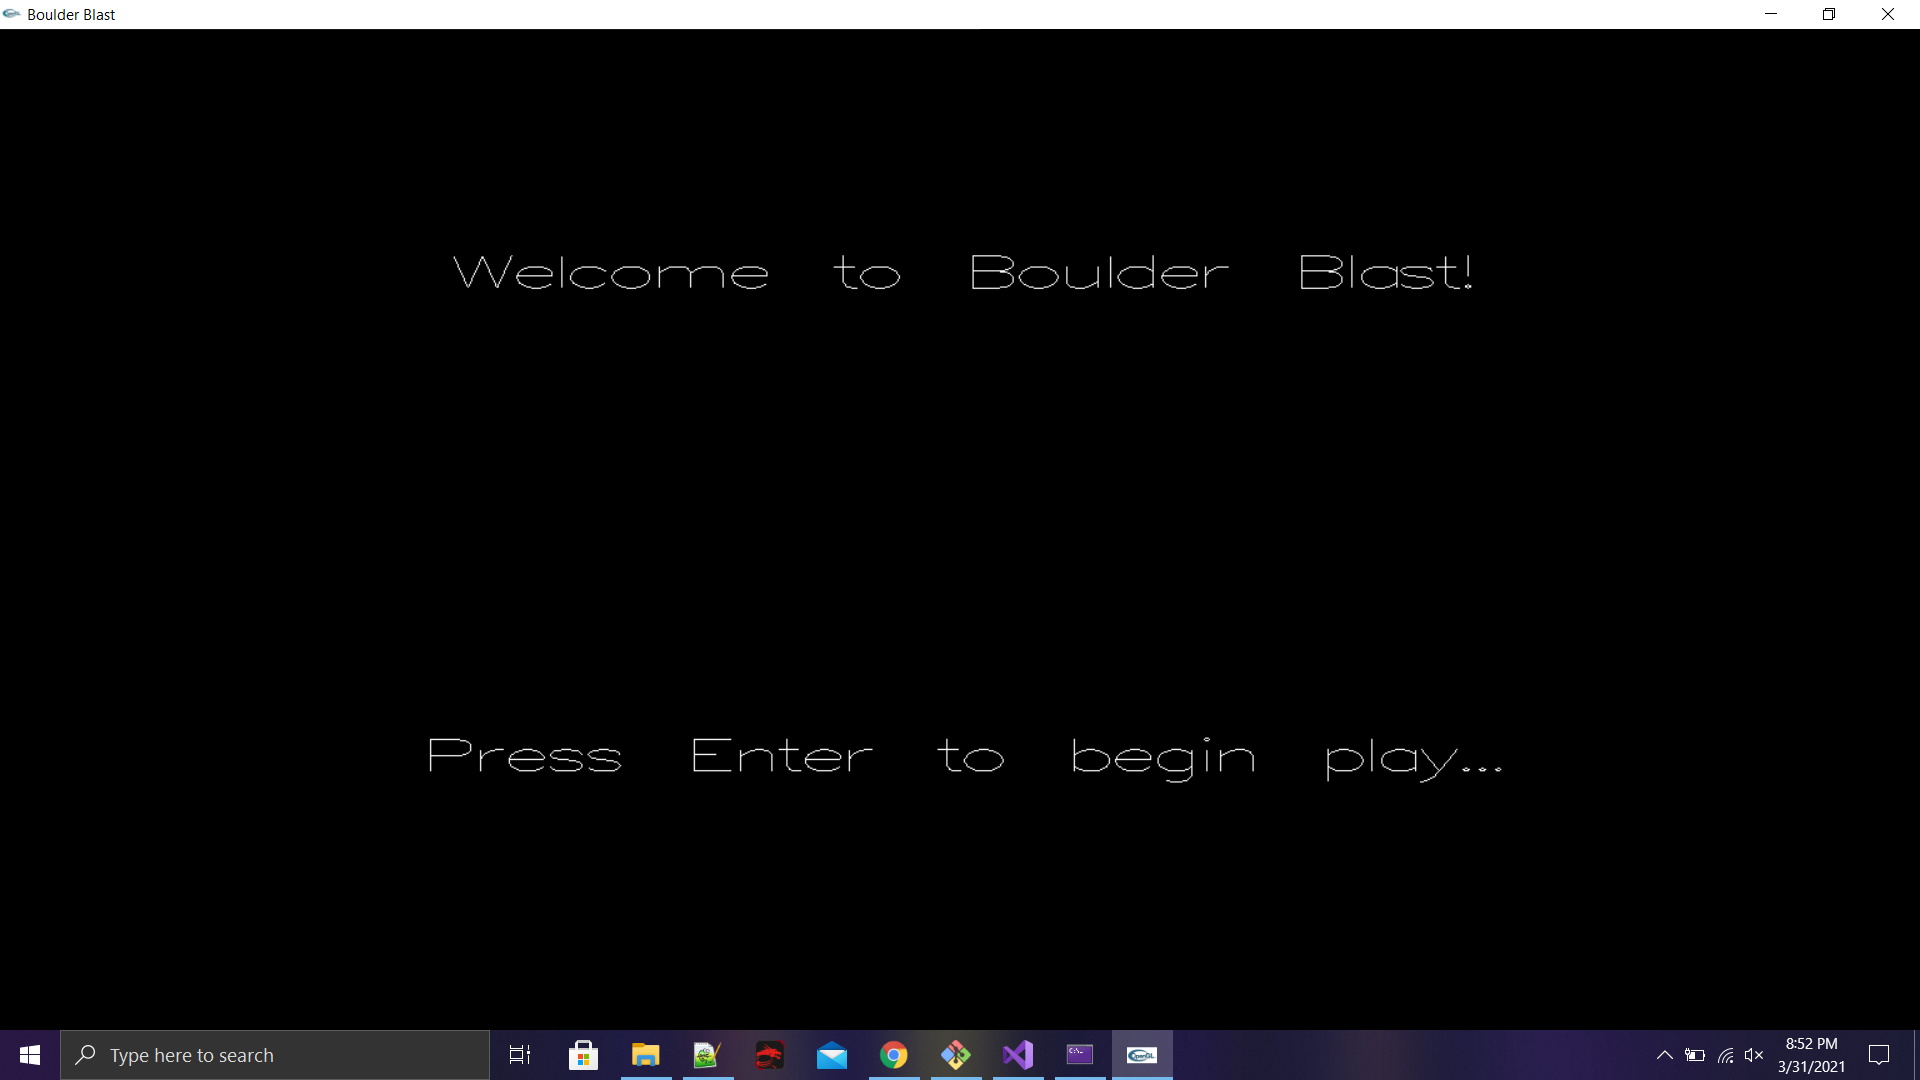 Boulder Blast
Welcome to Boulder Blast!
Press Enter to begin play...
Type here to search
C:\_
OpenGL
8:52 PM
3/31/2021